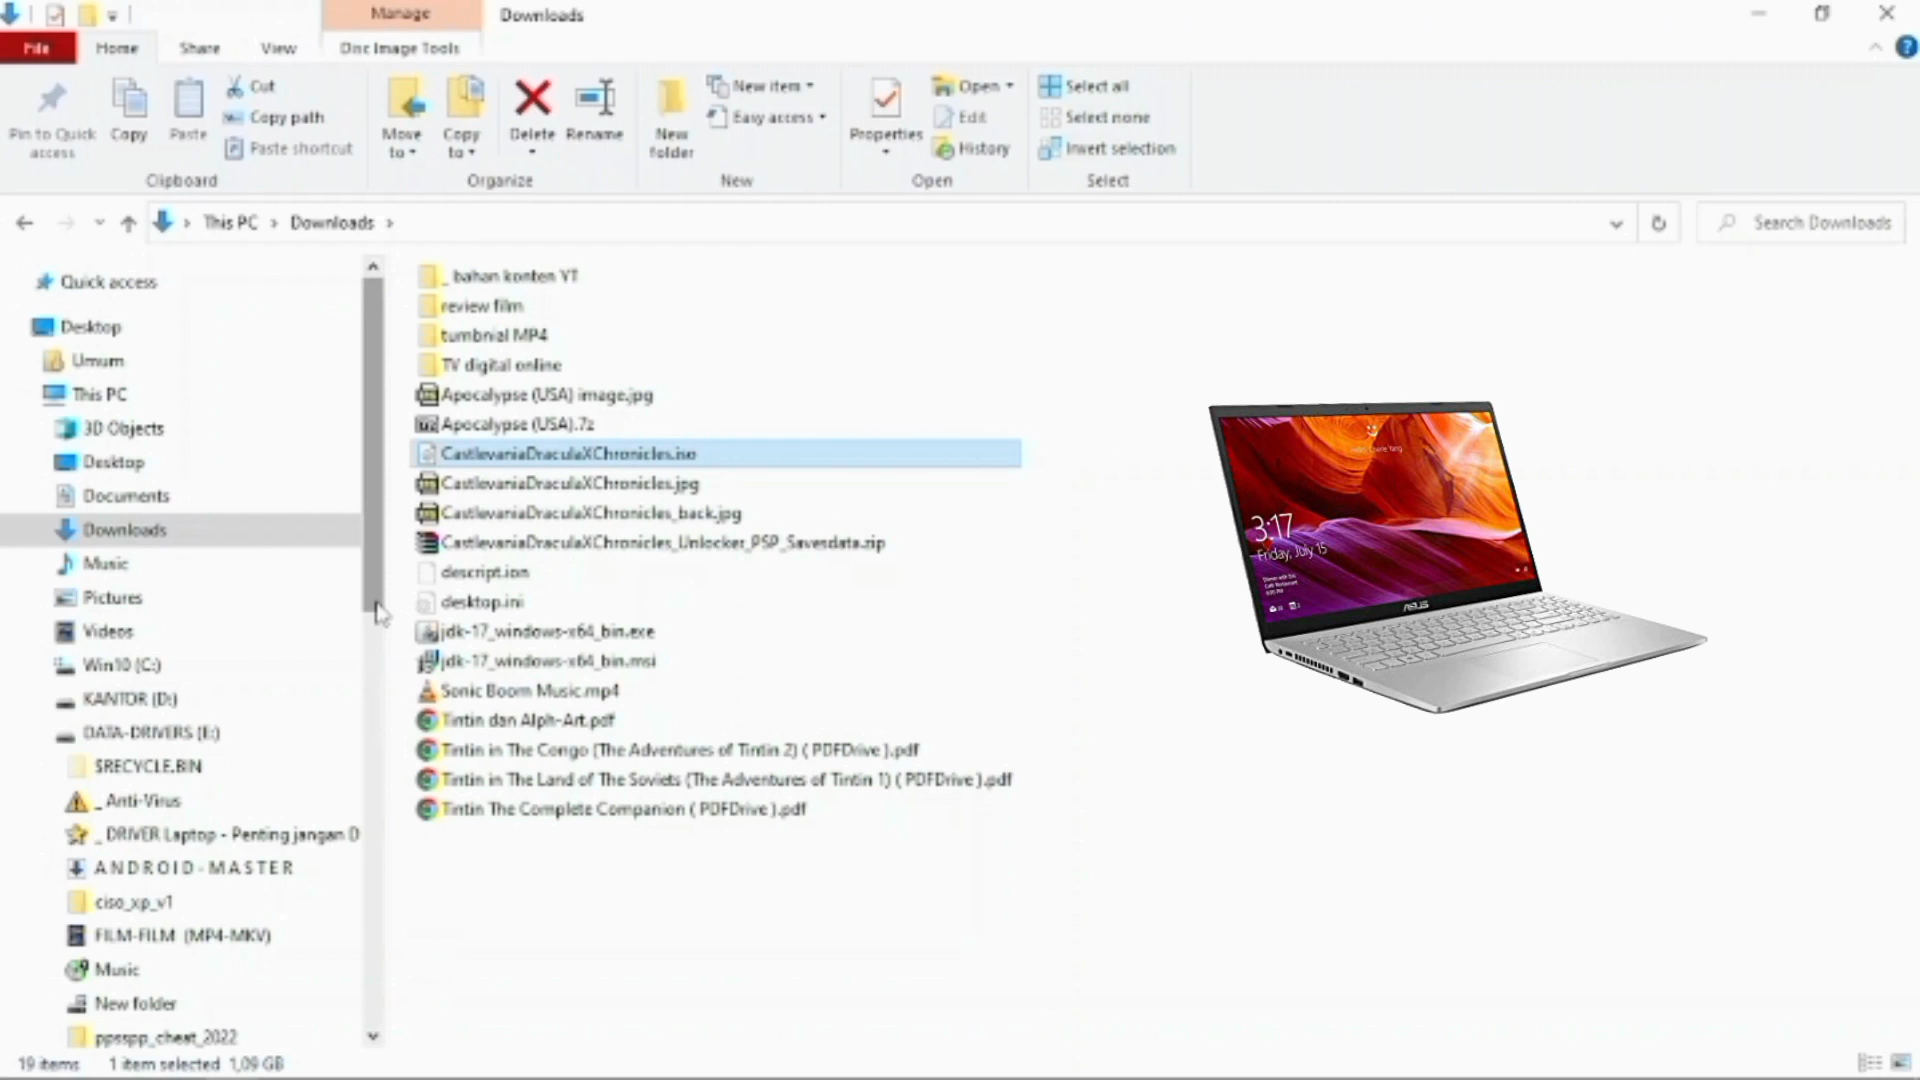 Manage
Downloads
File
Home
Share
View
Disc Image Tools
Pin to Quick access
Copy
Paste
Cut
Copy path
Paste shortcut
Clipboard
Move to
Copy to
Delete
Rename
Organize
New folder
New item
Easy access
New
Properties
Open
Edit
History
Open
Select all
Select none
Invert selection
Select
This PC > Downloads >
Search Downloads
Quick access
Desktop
Umum
This PC
3D Objects
Desktop
Documents
Downloads
Music
Pictures
Videos
Win10 (C:)
KANTOR (D:)
DATA-DRIVERS (E:)
$RECYCLE.BIN
_ Anti-Virus
_ DRIVER Laptop - Penting jangan D
A N D R O I D - M A S T E R
ciso_xp_v1
FILM-FILM (MP4-MKV)
Music
New folder
ppsspp_cheat_2022
_ bahan konten YT
review film
tumbnial MP4
TV digital online
Apocalypse (USA) image.jpg
Apocalypse (USA).7z
CastlevaniaDraculaXChronicles.iso
CastlevaniaDraculaXChronicles.jpg
CastlevaniaDraculaXChronicles_back.jpg
CastlevaniaDraculaXChronicles_Unlocker_PSP_Savesdata.zip
descript.ion
desktop.ini
jdk-17_windows-x64_bin.exe
jdk-17_windows-x64_bin.msi
Sonic Boom Music.mp4
Tintin dan Alph-Art.pdf
Tintin in The Congo (The Adventures of Tintin 2) ( PDFDrive ).pdf
Tintin in The Land of The Soviets (The Adventures of Tintin 1) ( PDFDrive ).pdf
Tintin The Complete Companion ( PDFDrive ).pdf
3:17
Friday, July 15
ASUS
19 items
1 item selected 1,09 GB